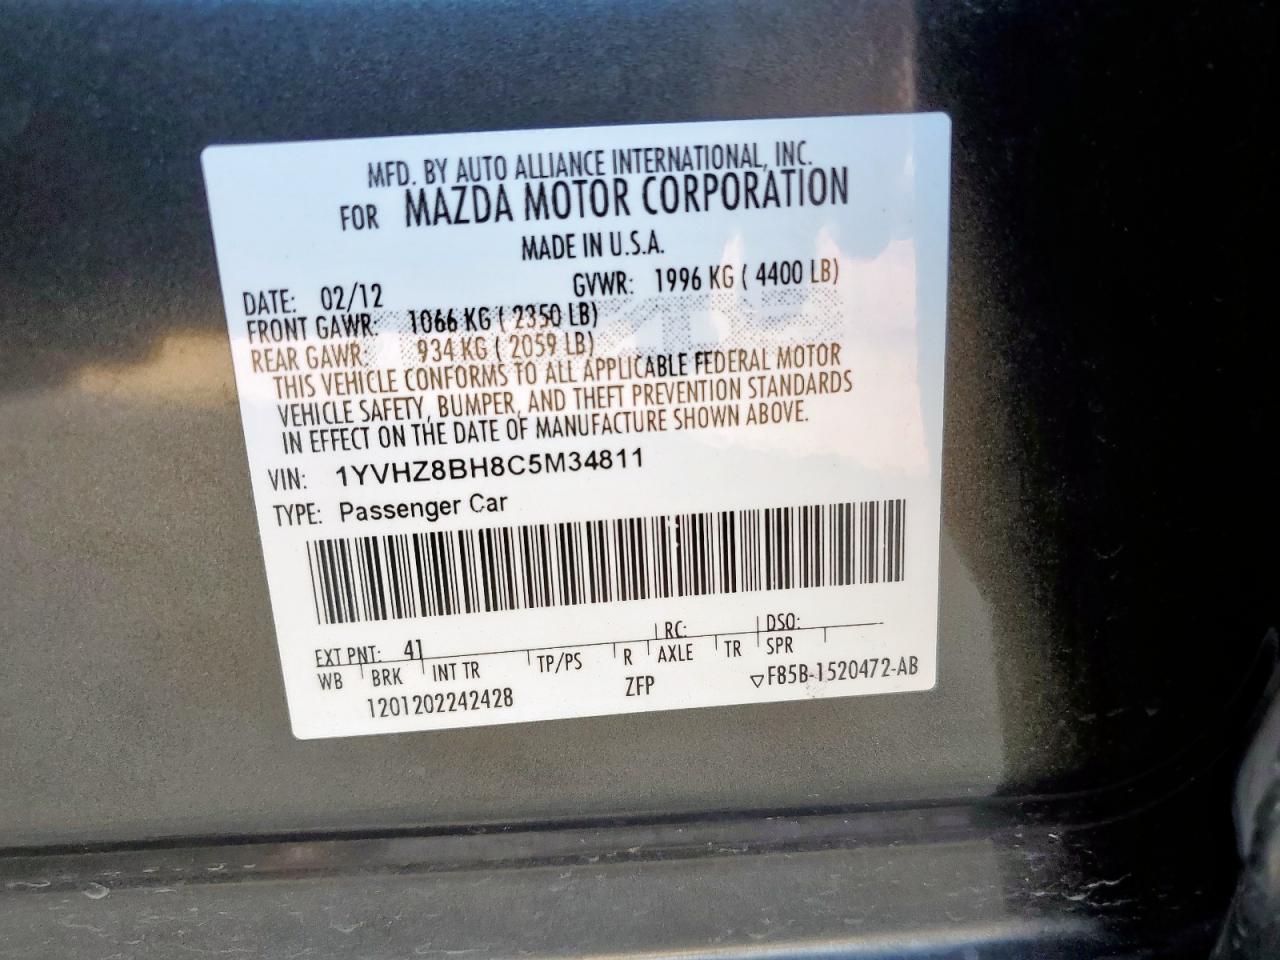 MFD. BY AUTO ALLIANCE INTERNATIONAL, INC.
FOR MAZDA MOTOR CORPORATION
MADE IN U.S.A.
DATE: 02/12 GVWR: 1996 KG ( 4400 LB)
FRONT GAWR: 1066 KG ( 2350 LB)
REAR GAWR: 934 KG ( 2059 LB)
THIS VEHICLE CONFORMS TO ALL APPLICABLE FEDERAL MOTOR
VEHICLE SAFETY, BUMPER, AND THEFT PREVENTION STANDARDS
IN EFFECT ON THE DATE OF MANUFACTURE SHOWN ABOVE.
VIN: 1YVHZ8BH8C5M34811
TYPE: Passenger Car
EXT PNT: 41 RC: DSO:
WB BRK INT TR TP/PS R AXLE TR SPR
1201202242428 ZFP ▽F85B-1520472-AB